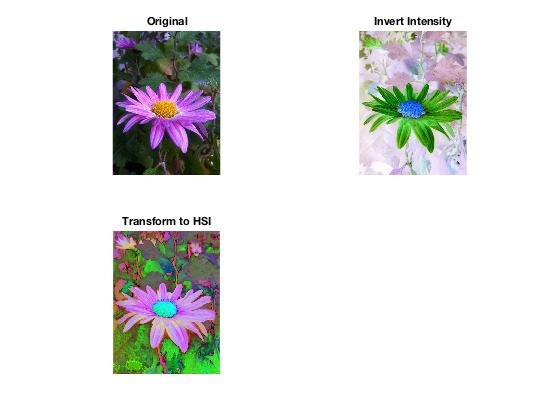 Original
Invert Intensity
Transform to HSI